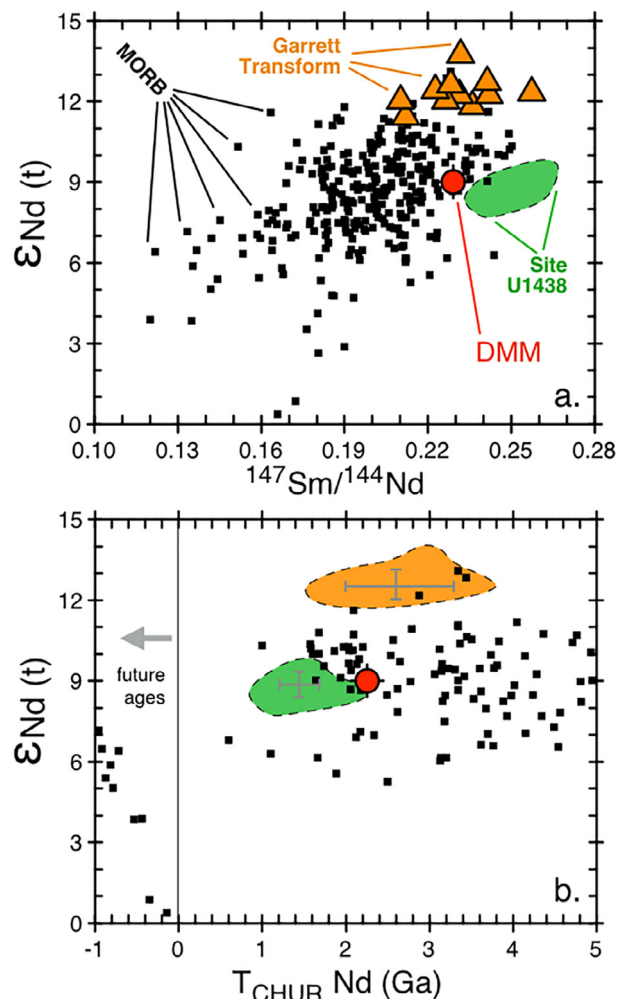 15
12
9
6
3
0
εNd (t)
MORB
Garrett
Transform
Site
U1438
DMM
a.
0.10 0.13 0.16 0.19 0.22 0.25 0.28
147Sm/144Nd
15
12
9
6
3
0
εNd (t)
future
ages
b.
-1 0 1 2 3 4 5
TCHUR Nd (Ga)